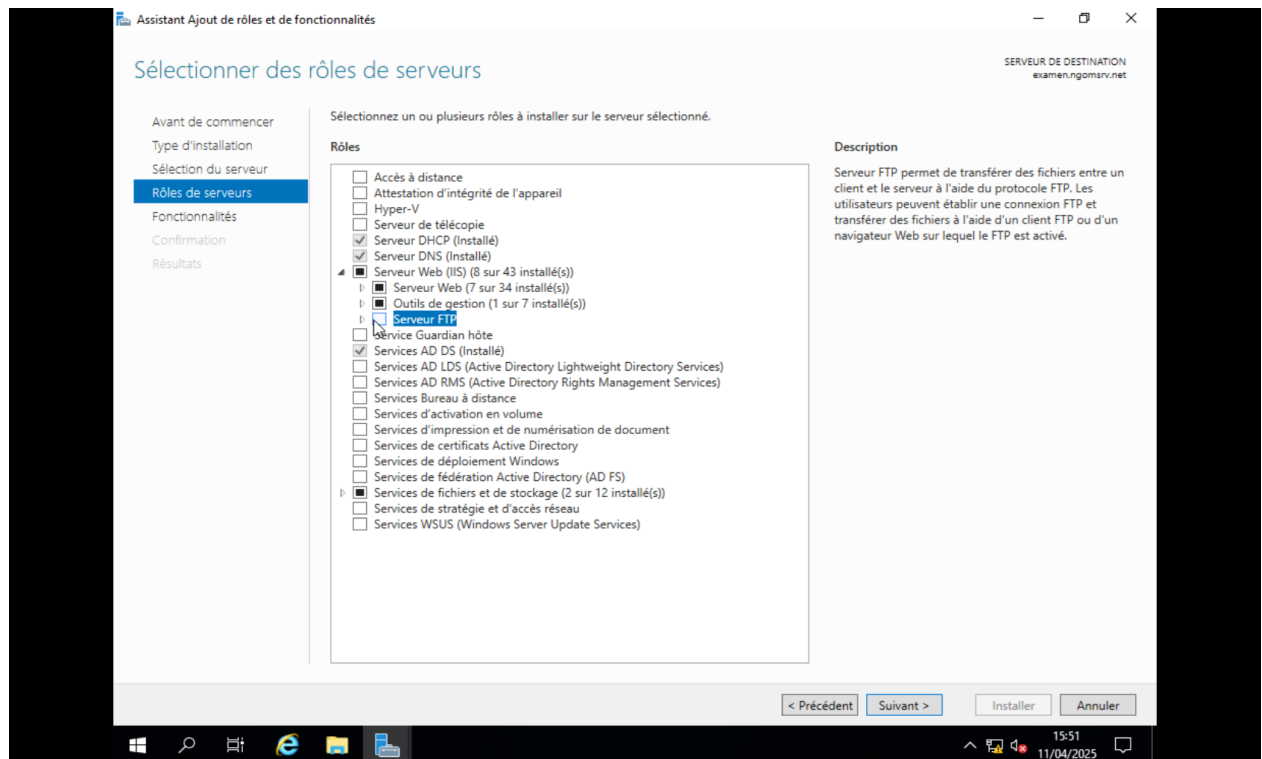 Assistant Ajout de rôles et de fonctionnalités
Sélectionner des rôles de serveurs
SERVEUR DE DESTINATION
examen.ngomsrv.net
Avant de commencer
Type d'installation
Sélection du serveur
Rôles de serveurs
Fonctionnalités
Confirmation
Résultats
Sélectionnez un ou plusieurs rôles à installer sur le serveur sélectionné.
Rôles
Accès à distance
Attestation d'intégrité de l'appareil
Hyper-V
Serveur de télécopie
Serveur DHCP (Installé)
Serveur DNS (Installé)
Serveur Web (IIS) (8 sur 43 installé(s))
Serveur Web (7 sur 34 installé(s))
Outils de gestion (1 sur 7 installé(s))
Serveur FTP
Service Guardian hôte
Services AD DS (Installé)
Services AD LDS (Active Directory Lightweight Directory Services)
Services AD RMS (Active Directory Rights Management Services)
Services Bureau à distance
Services d'activation en volume
Services d'impression et de numérisation de document
Services de certificats Active Directory
Services de déploiement Windows
Services de fédération Active Directory (AD FS)
Services de fichiers et de stockage (2 sur 12 installé(s))
Services de stratégie et d'accès réseau
Services WSUS (Windows Server Update Services)
Description
Serveur FTP permet de transférer des fichiers entre un
client et le serveur à l'aide du protocole FTP. Les
utilisateurs peuvent établir une connexion FTP et
transférer des fichiers à l'aide d'un client FTP ou d'un
navigateur Web sur lequel le FTP est activé.
< Précédent
Suivant >
Installer
Annuler
15:51
11/04/2025